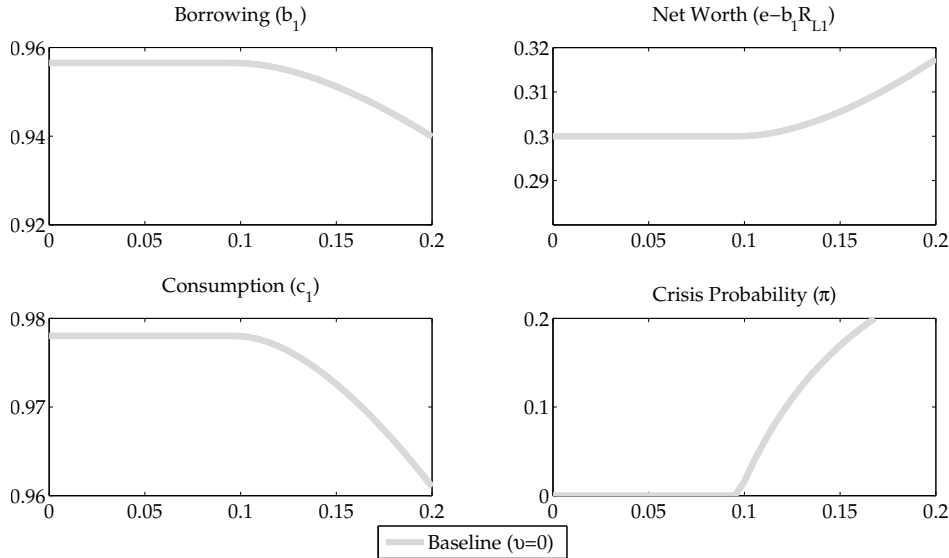 Borrowing (b1)
0.96
0.94
0.92
0 0.05 0.1 0.15 0.2
Net Worth (e−b1RL1)
0.32
0.31
0.3
0.29
0 0.05 0.1 0.15 0.2
Consumption (c1)
0.98
0.97
0.96
0 0.05 0.1 0.15 0.2
Crisis Probability (π)
0.2
0.1
0
0 0.05 0.1 0.15 0.2
Baseline (υ=0)